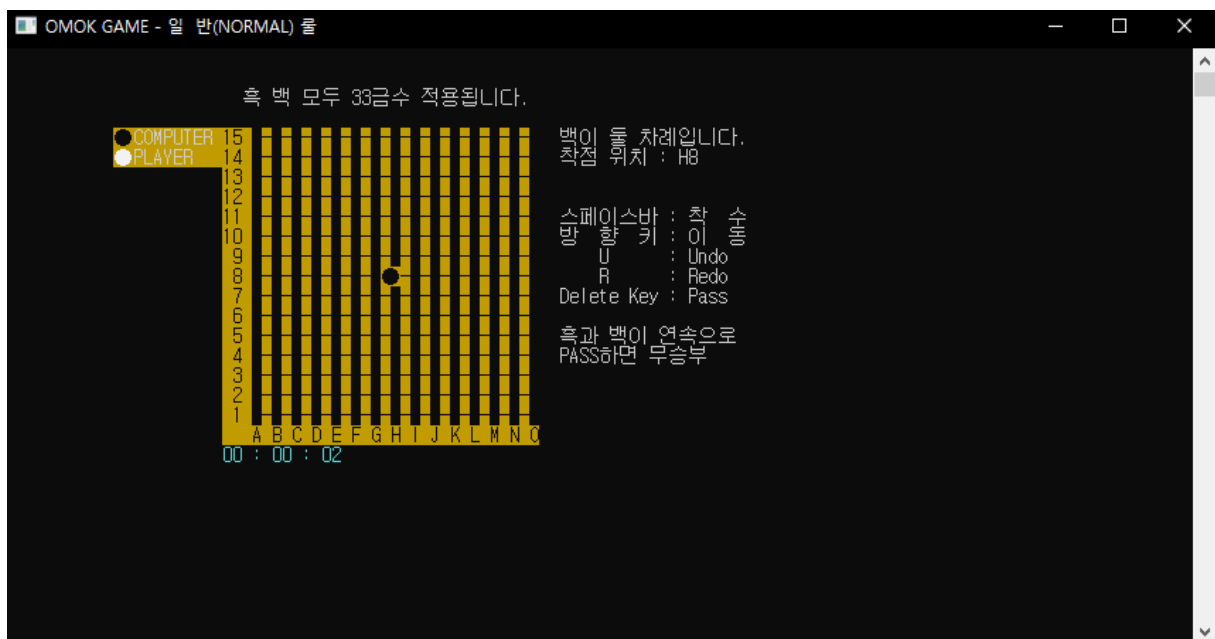 OMOK GAME - 일 반(NORMAL) 룰
흑 백 모두 33금수 적용됩니다.
COMPUTER
PLAYER
15
14
13
12
11
10
9
8
7
6
5
4
3
2
1
A B C D E F G H I J K L M N O
00 : 00 : 02
백이 둘 차례입니다.
착점 위치 : H8
스페이스바 : 착 수
방 향 키 : 이 동
U : Undo
R : Redo
Delete Key : Pass
흑과 백이 연속으로
PASS하면 무승부